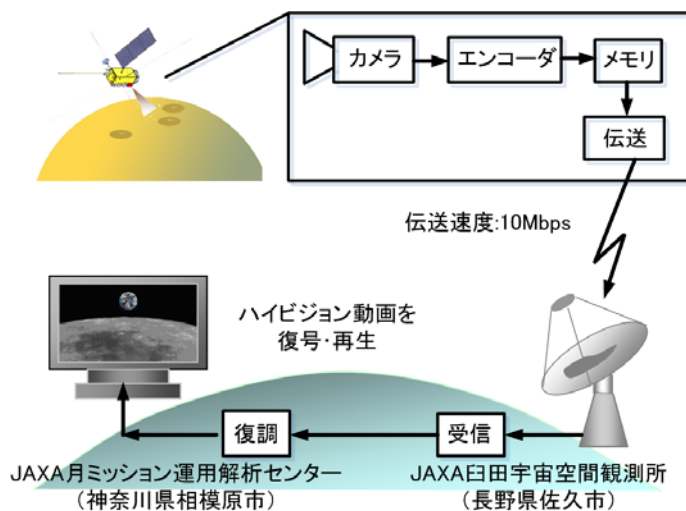 カメラ
エンコーダ
メモリ
伝送
伝送速度:10Mbps
ハイビジョン動画を
復号・再生
復調
受信
JAXA月ミッション運用解析センター
（神奈川県相模原市）
JAXA臼田宇宙空間観測所
（長野県佐久市）